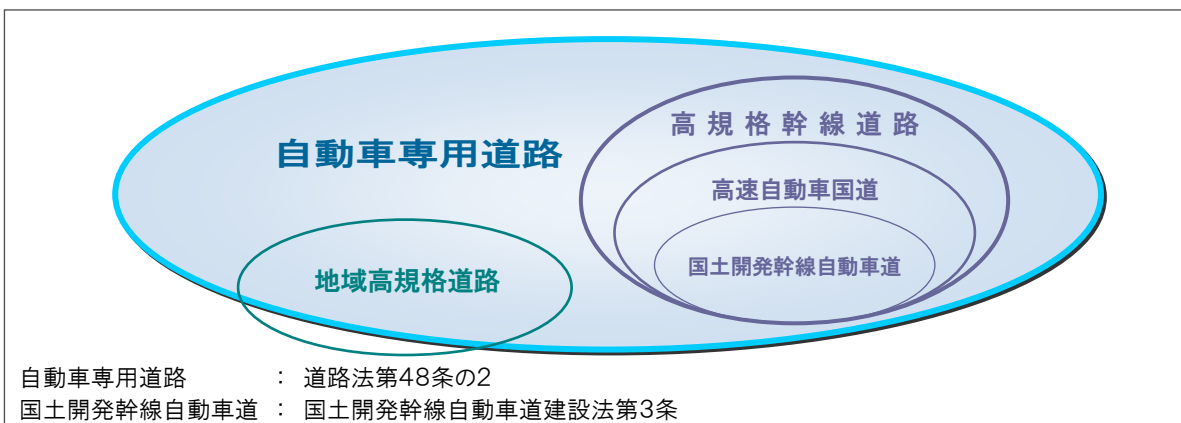 高規格幹線道路
自動車専用道路
高速自動車国道
国土開発幹線自動車道
地域高規格道路
自動車専用道路 : 道路法第48条の2
国土開発幹線自動車道 : 国土開発幹線自動車道建設法第3条